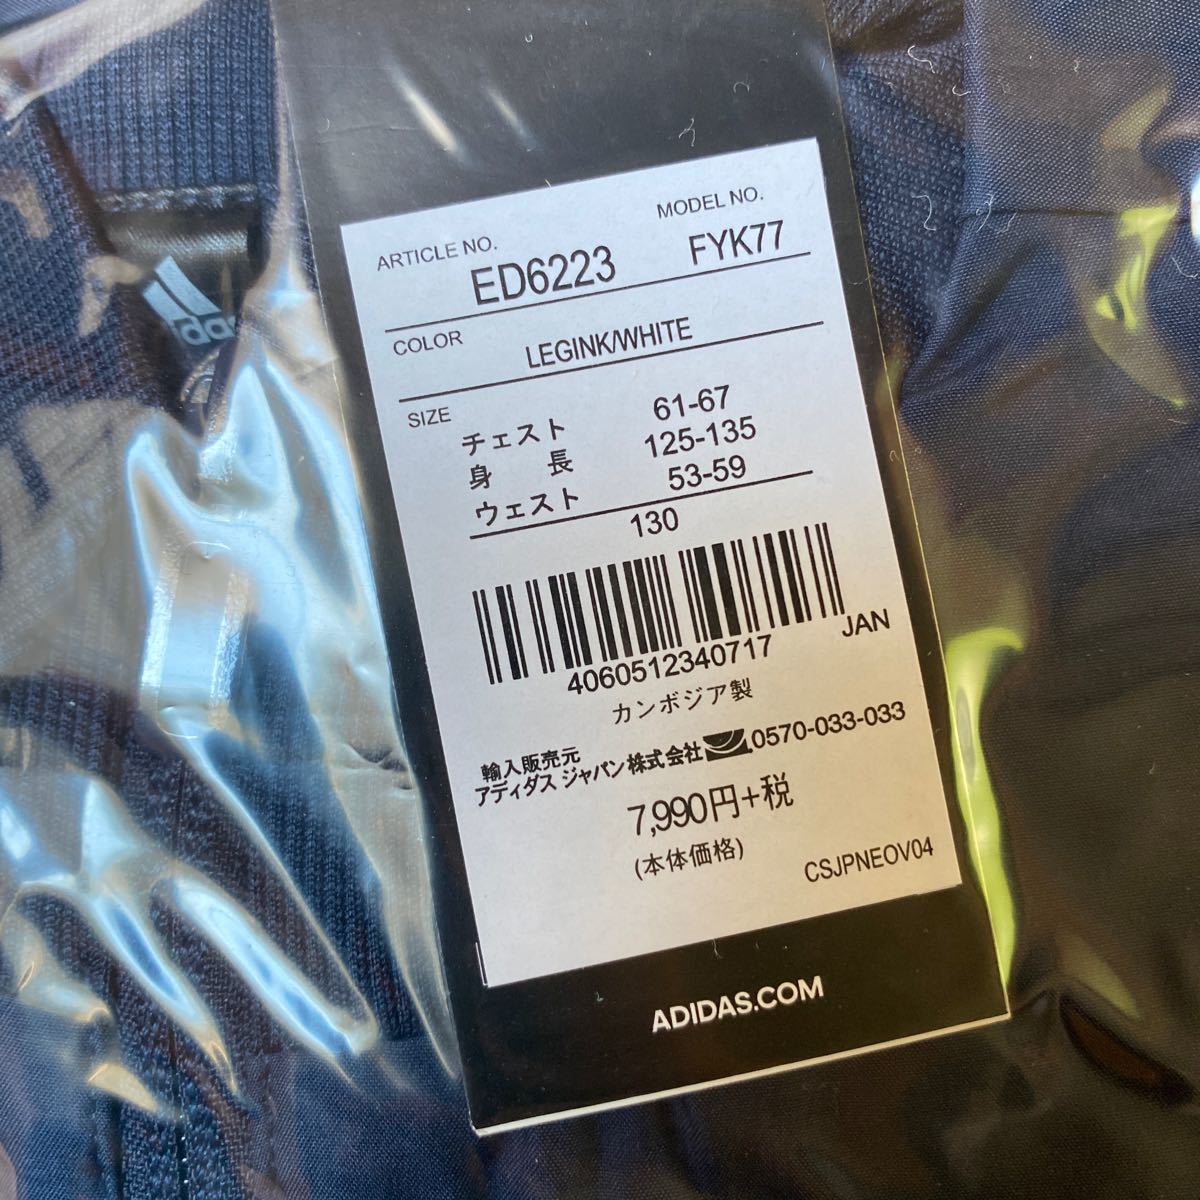 ARTICLE NO.
MODEL NO.
ED6223
FYK77
COLOR
LEGINK/WHITE
SIZE
チェスト 61-67
身 長 125-135
ウェスト 53-59
130
4060512340717
JAN
カンボジア製
輸入販売元
アディダス ジャパン株式会社 0570-033-033
7,990円+税
(本体価格)
CSJPNEOV04
ADIDAS.COM